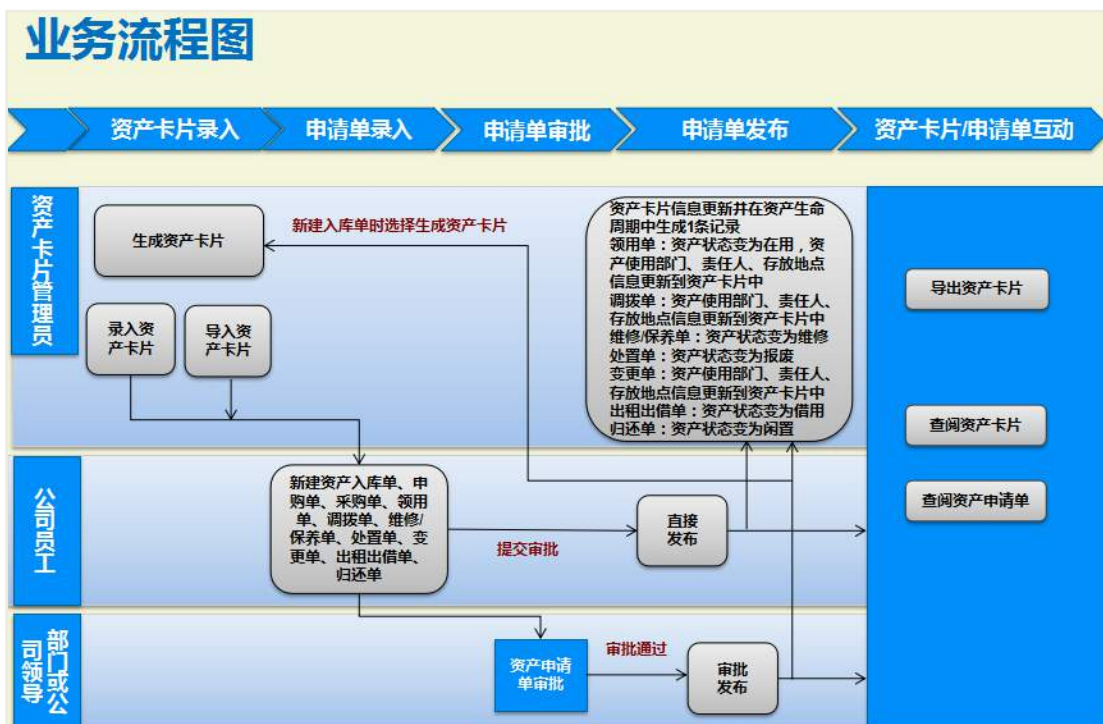 业务流程图
资产卡片录入
申请单录入
申请单审批
申请单发布
资产卡片/申请单互动
资产卡片管理员
生成资产卡片
新建入库单时选择生成资产卡片
录入资
产卡片
导入资
产卡片
资产卡片信息更新并在资产生命
周期中生成1条记录
领用单：资产状态变为在用，资
产使用部门、责任人、存放地点
信息更新到资产卡片中
调拨单：资产使用部门、责任人、
存放地点信息更新到资产卡片中
维修/保养单：资产状态变为维修
处置单：资产状态变为报废
变更单：资产使用部门、责任人、
存放地点信息更新到资产卡片中
出租出借单：资产状态变为借用
归还单：资产状态变为闲置
导出资产卡片
查阅资产卡片
查阅资产申请单
公司员工
新建资产入库单、申
购单、采购单、领用
单、调拨单、维修/
保养单、处置单、变
更单、出租出借单、
归还单
提交审批
直接
发布
部门或公
司领导
资产申请
单审批
审批通过
审批
发布